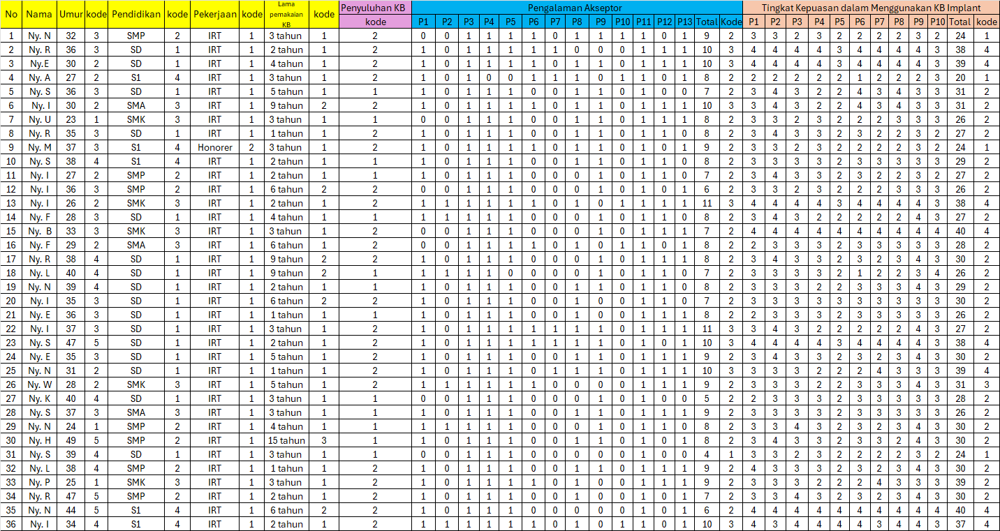 No Nama Umur kode Pendidikan kode Pekerjaan kode Lama pemakaian KB kode Penyuluhan KB Pengalaman Akseptor Tingkat Kepuasan dalam Menggunakan KB Implant
kode P1 P2 P3 P4 P5 P6 P7 P8 P9 P10 P11 P12 P13 Total Kode P1 P2 P3 P4 P5 P6 P7 P8 P9 P10 Total kode
1 Ny. N 32 3 SMP 2 IRT 1 3 tahun 1 2 0 0 1 1 1 1 0 1 1 1 1 0 1 9 2 3 3 2 3 2 2 2 2 3 2 24 1
2 Ny. R 36 3 SD 1 IRT 1 2 tahun 1 2 1 0 1 1 1 1 1 0 0 0 1 1 1 10 3 4 4 4 4 3 4 4 4 4 3 38 4
3 Ny.E 30 2 SD 1 IRT 1 4 tahun 1 2 1 0 1 1 1 1 0 1 1 0 1 1 1 10 3 4 4 4 4 3 4 4 4 4 3 39 4
4 Ny. A 27 2 S1 4 IRT 1 3 tahun 1 2 1 0 1 0 0 1 1 1 0 1 1 0 1 8 2 2 2 2 2 2 1 2 2 2 3 20 1
5 Ny. S 36 3 SD 1 IRT 1 5 tahun 1 1 1 0 1 1 1 0 0 1 1 0 1 0 0 7 2 3 4 3 2 2 4 3 4 3 2 31 2
6 Ny. I 30 2 SMA 3 IRT 1 9 tahun 2 2 1 0 1 1 1 1 0 1 1 0 1 1 1 10 3 3 4 3 2 2 4 3 4 3 2 31 2
7 Ny. U 23 1 SMK 3 IRT 1 3 tahun 1 1 0 0 1 1 1 0 0 1 1 0 1 1 1 8 2 3 3 2 3 2 3 2 3 3 2 26 2
8 Ny. R 35 3 SD 1 IRT 1 1 tahun 1 2 1 0 1 1 1 0 0 1 1 0 1 1 0 8 2 3 4 3 3 2 3 2 2 3 2 27 2
9 Ny. M 37 3 S1 4 Honorer 2 3 tahun 1 2 1 0 1 1 1 1 0 1 1 0 1 0 1 9 2 3 3 2 3 2 2 2 2 3 2 24 1
10 Ny. S 38 4 S1 4 IRT 1 2 tahun 1 1 1 0 1 1 1 0 0 1 1 0 1 1 0 8 2 3 3 3 3 2 3 3 3 3 2 29 2
11 Ny. I 27 2 SMP 2 IRT 1 2 tahun 1 1 1 0 1 1 1 0 0 0 1 0 1 1 0 7 2 3 4 3 3 2 3 2 2 3 2 27 2
12 Ny. I 36 3 SMP 2 IRT 1 6 tahun 2 2 0 0 1 1 1 0 0 0 1 0 1 0 1 6 2 3 3 2 3 2 2 2 3 3 3 26 2
13 Ny. I 26 2 SMK 3 IRT 1 2 tahun 1 2 1 1 1 1 1 1 0 1 0 1 1 1 1 11 3 4 4 4 4 3 4 4 4 4 3 38 4
14 Ny. F 28 3 SD 1 IRT 1 4 tahun 1 1 1 1 1 1 1 0 0 0 1 0 1 1 0 8 2 3 4 3 2 2 2 2 2 4 3 27 2
15 Ny. B 33 3 SMK 3 IRT 1 3 tahun 1 2 0 0 1 1 1 0 0 0 1 0 1 1 1 7 2 4 4 4 4 4 4 4 4 4 4 40 4
16 Ny. F 29 2 SMA 3 IRT 1 6 tahun 1 2 0 0 1 1 1 1 0 1 0 1 1 0 1 8 2 2 3 3 3 2 3 3 3 3 3 28 2
17 Ny. R 38 4 SD 1 IRT 1 9 tahun 2 2 1 0 1 1 1 0 0 0 1 0 1 1 1 8 2 3 4 3 3 2 3 2 3 4 3 30 2
18 Ny. L 40 4 SD 1 IRT 1 9 tahun 2 1 1 1 1 1 0 0 0 0 1 0 1 1 0 7 2 3 3 3 3 2 1 2 2 3 4 26 2
19 Ny. N 39 4 SD 1 IRT 1 2 tahun 1 1 1 0 1 1 1 0 0 1 1 0 1 1 0 8 2 3 3 3 2 2 3 3 3 4 3 29 2
20 Ny. I 35 3 SD 1 IRT 1 6 tahun 2 2 1 0 1 1 1 0 0 1 0 0 1 1 0 7 2 3 3 3 3 3 3 3 3 3 3 30 2
21 Ny. E 36 3 SD 1 IRT 1 1 tahun 1 1 1 0 1 1 1 0 0 1 1 0 1 1 0 8 2 2 3 3 3 2 2 2 3 3 3 26 2
22 Ny. I 37 3 SD 1 IRT 1 3 tahun 1 2 1 0 1 1 1 1 1 1 1 0 1 1 1 11 3 3 4 3 2 2 2 2 2 4 3 27 2
23 Ny. S 47 5 SD 1 IRT 1 2 tahun 1 2 1 0 1 1 1 1 1 1 1 0 1 0 1 10 3 4 4 4 4 3 4 4 4 4 3 38 4
24 Ny. E 35 3 SD 1 IRT 1 5 tahun 1 2 1 0 1 1 1 0 0 1 1 0 1 1 1 9 2 3 4 3 3 2 3 2 3 4 3 30 2
25 Ny. N 31 2 SD 1 IRT 1 1 tahun 1 2 1 0 1 1 1 0 1 1 1 0 1 1 1 10 3 3 3 3 2 2 2 4 3 3 3 39 4
26 Ny. W 28 2 SMK 3 IRT 1 5 tahun 1 2 1 1 1 1 1 1 0 0 0 0 1 1 1 9 2 3 4 3 2 2 3 3 3 4 3 31 3
27 Ny. K 40 4 SD 1 IRT 1 3 tahun 1 1 1 0 1 1 1 0 0 0 1 0 0 0 0 5 2 2 3 3 3 2 3 3 3 3 3 28 2
28 Ny. S 37 3 SMA 3 IRT 1 3 tahun 1 1 1 0 1 1 1 0 0 1 1 0 1 1 1 9 2 3 3 3 2 2 2 2 3 3 3 26 2
29 Ny. N 24 1 SMP 2 IRT 1 4 tahun 1 1 1 1 1 1 1 0 0 0 1 0 1 1 0 8 2 3 3 4 3 2 3 2 3 4 3 30 2
30 Ny. H 49 5 SMP 2 IRT 1 15 tahun 3 1 1 0 1 1 1 0 0 1 1 0 1 0 1 8 2 3 4 3 3 2 3 3 2 4 3 30 2
31 Ny. S 39 4 SD 1 IRT 1 3 tahun 1 1 0 0 1 1 1 0 0 0 0 0 1 0 0 4 1 3 3 2 3 2 2 2 2 3 2 24 1
32 Ny. L 38 4 SMP 2 IRT 1 1 tahun 1 2 1 0 1 1 1 0 0 1 1 0 1 1 1 9 2 4 3 3 3 2 3 2 3 4 3 30 2
33 Ny. P 25 1 SMK 3 IRT 1 3 tahun 1 2 1 0 1 1 1 1 0 1 0 0 1 1 1 9 2 3 3 3 2 2 2 4 3 3 3 39 2
34 Ny. R 47 5 SMP 2 IRT 1 2 tahun 1 2 1 0 1 1 1 0 0 1 0 0 1 0 1 7 2 3 3 4 3 2 3 2 3 4 3 30 2
35 Ny. N 44 5 S1 4 IRT 1 6 tahun 2 2 1 0 1 1 1 0 0 0 0 0 1 0 1 6 2 4 4 4 4 4 4 4 4 4 4 40 4
36 Ny. I 34 4 S1 4 IRT 1 2 tahun 1 2 1 1 1 1 1 1 0 1 0 1 1 0 1 10 3 4 3 4 4 4 4 3 4 4 3 37 4